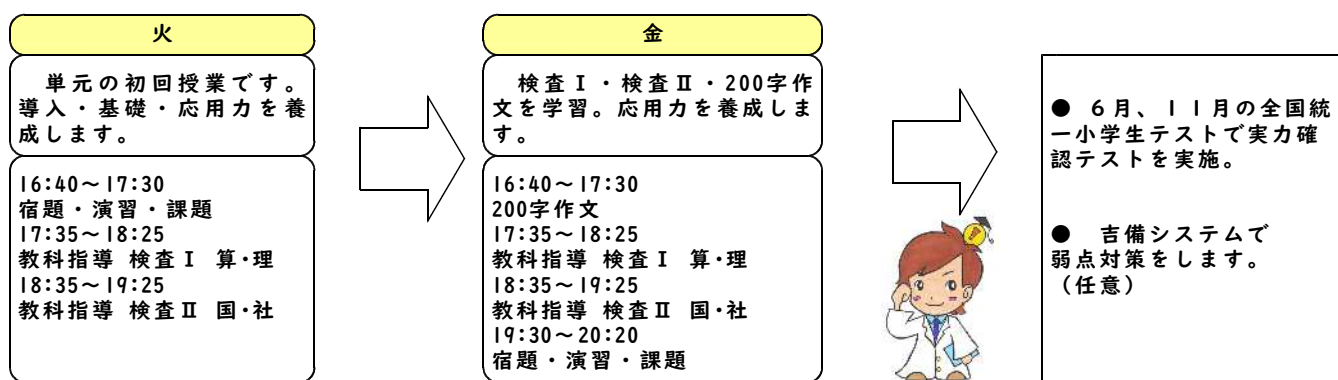 火
単元の初回授業です。
導入・基礎・応用力を養
成します。
16:40～17:30
宿題・演習・課題
17:35～18:25
教科指導 検査Ⅰ 算・理
18:35～19:25
教科指導 検査Ⅱ 国・社
金
検査Ⅰ・検査Ⅱ・200字作
文を学習。応用力を養成しま
す。
16:40～17:30
200字作文
17:35～18:25
教科指導 検査Ⅰ 算・理
18:35～19:25
教科指導 検査Ⅱ 国・社
19:30～20:20
宿題・演習・課題
● 6月、11月の全国統
一小学生テストで実力確
認テストを実施。
● 吉備システムで
弱点対策をします。
（任意）